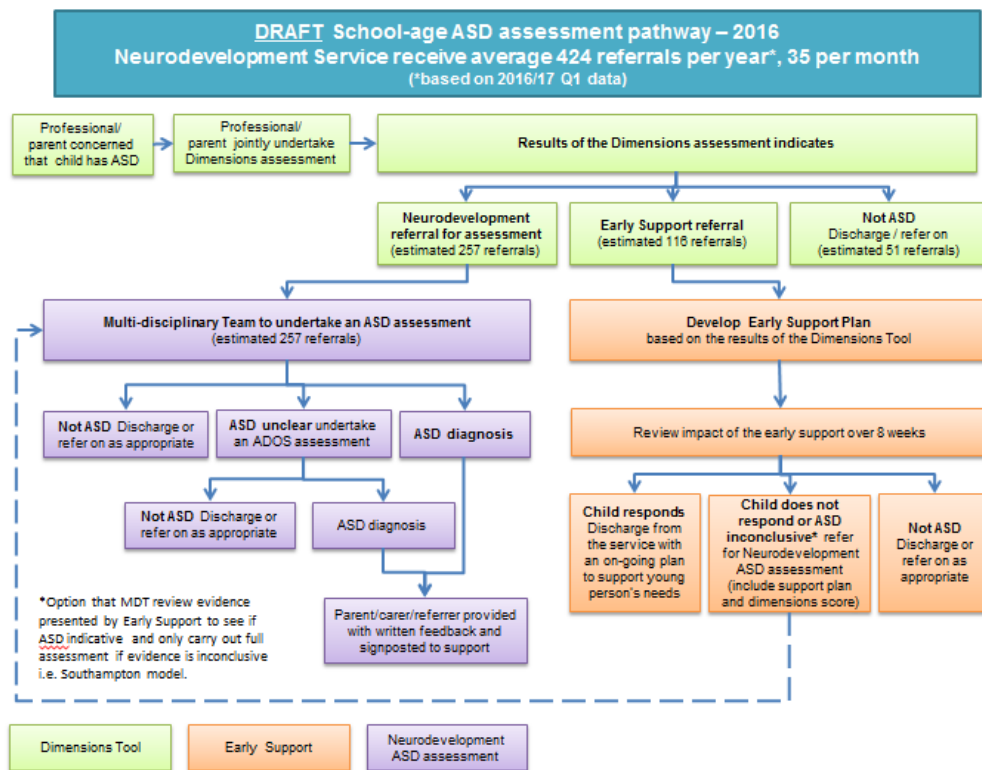 DRAFT School-age ASD assessment pathway – 2016
Neurodevelopment Service receive average 424 referrals per year*, 35 per month
(*based on 2016/17 Q1 data)
Professional/
parent concerned
that child has ASD
Professional/
parent jointly undertake
Dimensions assessment
Results of the Dimensions assessment indicates
Neurodevelopment
referral for assessment
(estimated 257 referrals)
Early Support referral
(estimated 116 referrals)
Not ASD
Discharge / refer on
(estimated 51 referrals)
Multi-disciplinary Team to undertake an ASD assessment
(estimated 257 referrals)
Develop Early Support Plan
based on the results of the Dimensions Tool
Not ASD Discharge or
refer on as appropriate
ASD unclear undertake
an ADOS assessment
ASD diagnosis
Review impact of the early support over 8 weeks
Not ASD Discharge or
refer on as appropriate
ASD diagnosis
Child responds
Discharge from
the service with
an on-going plan
to support young
person's needs
Child does not
respond or ASD
inconclusive* refer
for Neurodevelopment
ASD assessment
(include support plan
and dimensions score)
Not ASD
Discharge or
refer on as
appropriate
*Option that MDT review evidence
presented by Early Support to see if
ASD indicative and only carry out full
assessment if evidence is inconclusive
i.e. Southampton model.
Parent/carer/referrer provided
with written feedback and
signposted to support
Dimensions Tool
Early Support
Neurodevelopment
ASD assessment